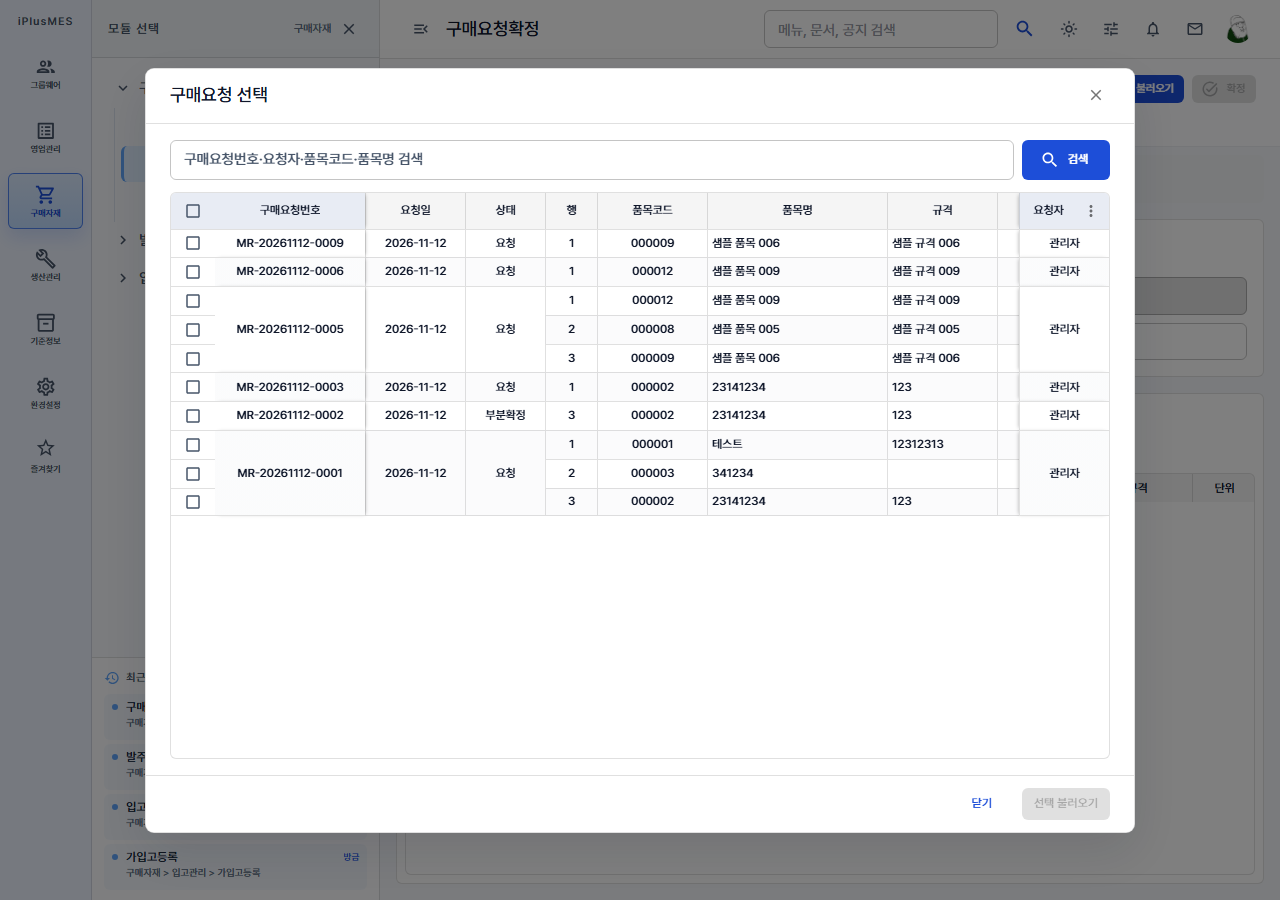 iPlusMES
모듈 선택
구매자재
구매요청확정
메뉴, 문서, 공지 검색
그룹웨어
영업관리
구매자재
생산관리
기준정보
환경설정
즐겨찾기
불러오기
확정
구매요청 선택
구매요청번호·요청자·품목코드·품목명 검색
검색
구매요청번호 요청일 상태 행 품목코드 품목명 규격 요청자
MR-20261112-0009 2026-11-12 요청 1 000009 샘플 품목 006 샘플 규격 006 관리자
MR-20261112-0006 2026-11-12 요청 1 000012 샘플 품목 009 샘플 규격 009 관리자
1 000012 샘플 품목 009 샘플 규격 009
MR-20261112-0005 2026-11-12 요청 2 000008 샘플 품목 005 샘플 규격 005 관리자
3 000009 샘플 품목 006 샘플 규격 006
MR-20261112-0003 2026-11-12 요청 1 000002 23141234 123 관리자
MR-20261112-0002 2026-11-12 부분확정 3 000002 23141234 123 관리자
1 000001 테스트 12312313
MR-20261112-0001 2026-11-12 요청 2 000003 341234 관리자
3 000002 23141234 123
단위
최근
구매
구매
발주
구매
입고
구매
가입고등록 방금
구매자재 > 입고관리 > 가입고등록
닫기
선택 불러오기